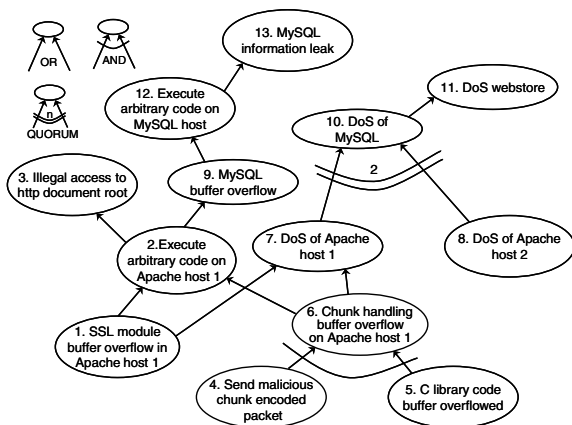 OR
AND
n
QUORUM
13. MySQL
information leak
12. Execute
arbitrary code on
MySQL host
11. DoS webstore
10. DoS of
MySQL
2
3. Illegal access to
http document root
9. MySQL
buffer overflow
2.Execute
arbitrary code on
Apache host 1
7. DoS of Apache
host 1
8. DoS of Apache
host 2
1. SSL module
buffer overflow in
Apache host 1
6. Chunk handling
buffer overflow
on Apache host 1
4. Send malicious
chunk encoded
packet
5. C library code
buffer overflowed